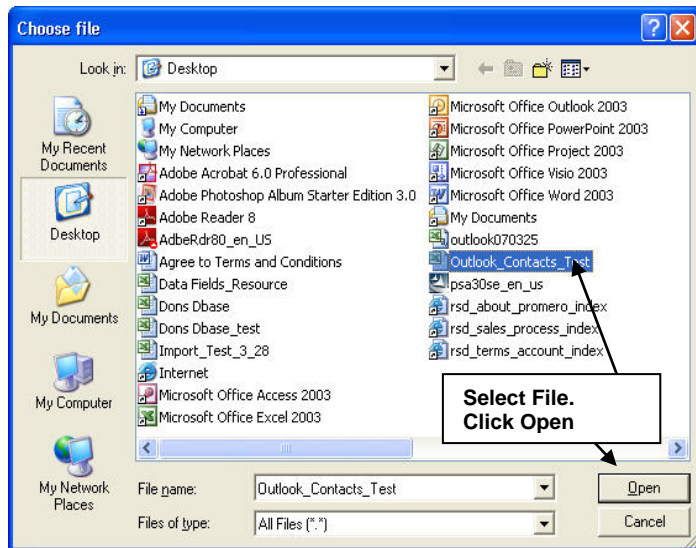 Choose file
Look in:
Desktop
My Recent
Documents
Desktop
My Documents
My Computer
My Network
Places
My Documents
My Computer
My Network Places
Adobe Acrobat 6.0 Professional
Adobe Photoshop Album Starter Edition 3.0
Adobe Reader 8
AdbeRdr80_en_US
Agree to Terms and Conditions
Data Fields_Resource
Dons Dbase
Dons Dbase_test
Import_Test_3_28
Internet
Microsoft Office Access 2003
Microsoft Office Excel 2003
Microsoft Office Outlook 2003
Microsoft Office PowerPoint 2003
Microsoft Office Project 2003
Microsoft Office Visio 2003
Microsoft Office Word 2003
My Documents
outlook070325
Outlook_Contacts_Test
psa30se_en_us
rsd_about_promero_index
rsd_sales_process_index
rsd_terms_account_index
Select File.
Click Open
File name:
Outlook_Contacts_Test
Open
Files of type:
All Files (*.*)
Cancel